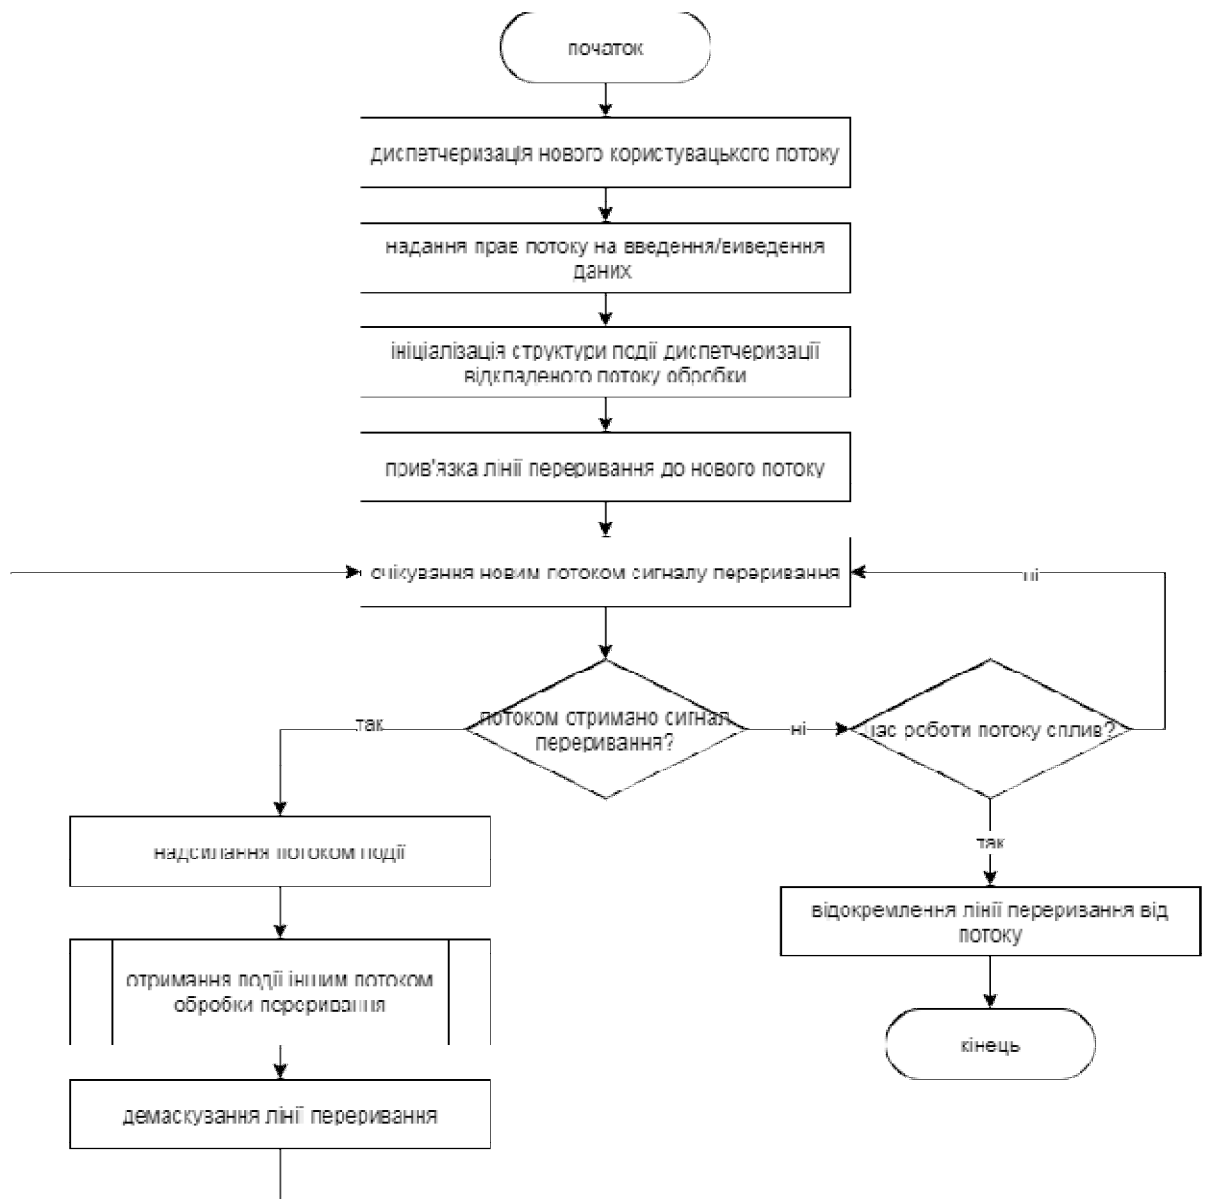 початок
диспетчеризація нового користувацького потоку
надання прав потоку на введення/виведення
даних
ініціалізація структури події диспетчеризації
відкладеного потоку обробки
прив'язка лінії переривання до нового потоку
очікування новим потоком сигналу переривання
ні
потоком отримано сигнал
переривання?
так
ні
час роботи потоку сплив?
надсилання потоком події
так
відокремлення лінії переривання від
потоку
отримання події іншим потоком
обробки переривання
кінець
демаскування лінії переривання